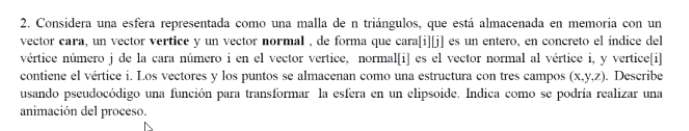 2. Considera una esfera representada como una malla de n triángulos, que está almacenada en memoria con un
vector cara, un vector vertice y un vector normal , de forma que cara[i][j] es un entero, en concreto el índice del
vértice número j de la cara número i en el vector vertice, normal[i] es el vector normal al vértice i, y vertice[i]
contiene el vértice i. Los vectores y los puntos se almacenan como una estructura con tres campos (x,y,z). Describe
usando pseudocódigo una función para transformar la esfera en un elipsoide. Indica como se podría realizar una
animación del proceso.